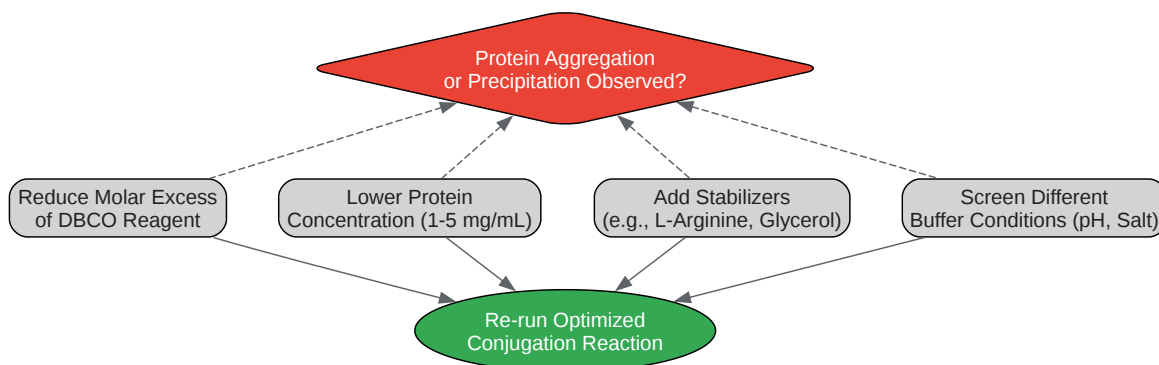 Protein Aggregation
or Precipitation Observed?
Reduce Molar Excess
of DBCO Reagent
Lower Protein
Concentration (1-5 mg/mL)
Add Stabilizers
(e.g., L-Arginine, Glycerol)
Screen Different
Buffer Conditions (pH, Salt)
Re-run Optimized
Conjugation Reaction